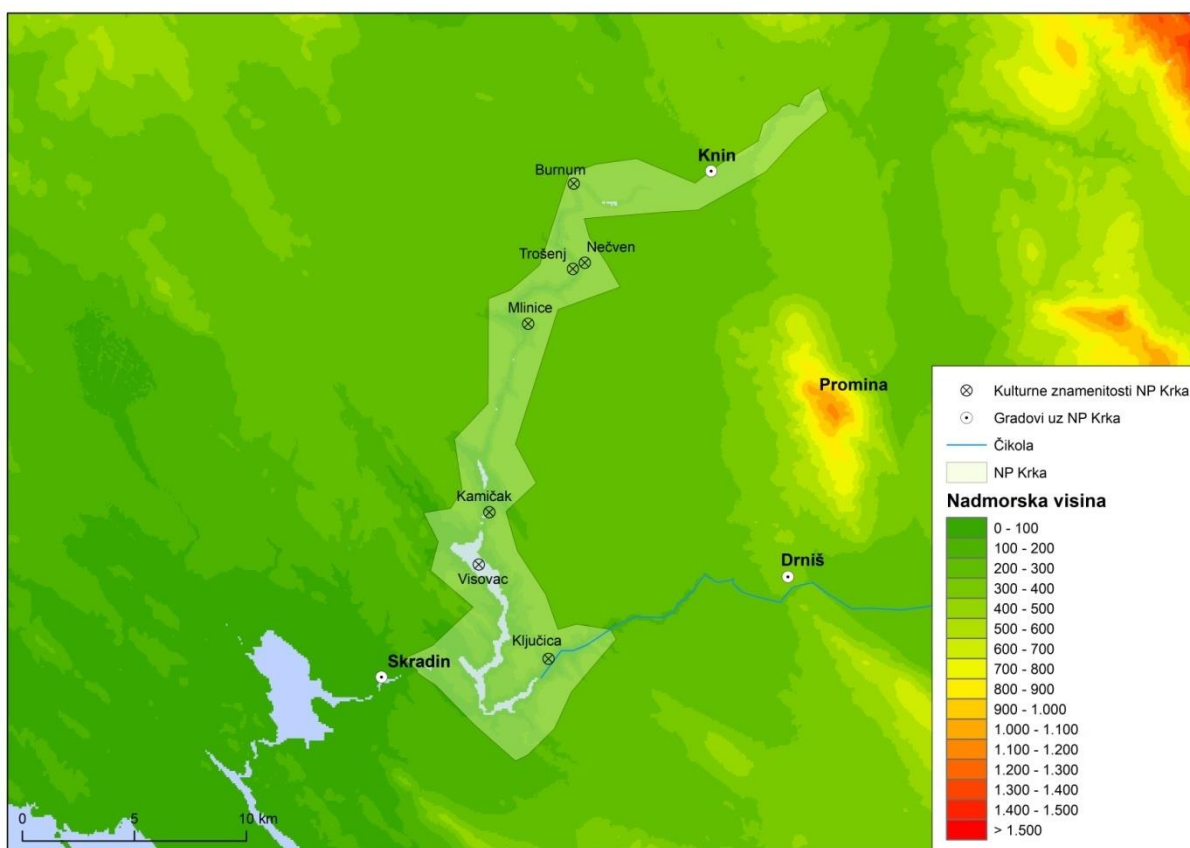 Knin
Burnum
Nečven
Trošenj
Mlinice
Promina
Kamičak
Visovac
Drniš
Ključica
Skradin
0 5 10 km
Kulturne znamenitosti NP Krka
Gradovi uz NP Krka
Čikola
NP Krka
Nadmorska visina
0 - 100
100 - 200
200 - 300
300 - 400
400 - 500
500 - 600
600 - 700
700 - 800
800 - 900
900 - 1.000
1.000 - 1.100
1.100 - 1.200
1.200 - 1.300
1.300 - 1.400
1.400 - 1.500
> 1.500